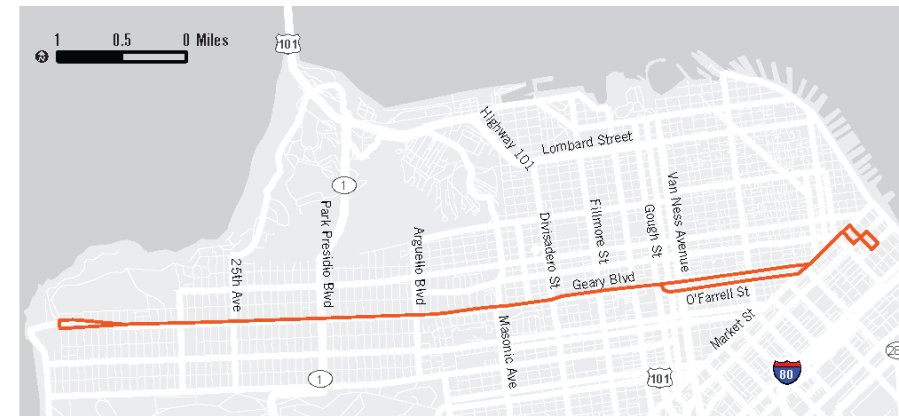 1 0.5 0 Miles
101
Highway 101
Lombard Street
1
Park Presidio Blvd
Arguello Blvd
25th Ave
Divisadero St
Fillmore St
Gough St
Van Ness Avenue
Geary Blvd
O'Farrell St
Market St
Masonic Ave
1
101
80